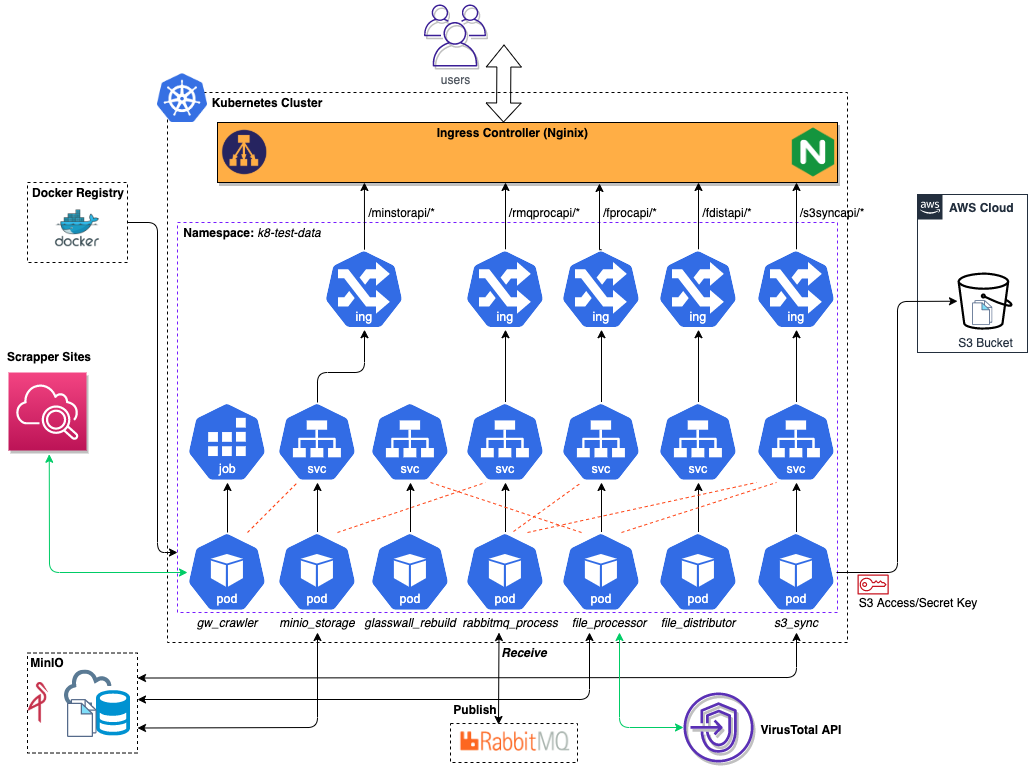 users
Kubernetes Cluster
Ingress Controller (Nginix)
N
Docker Registry
docker
/minstorapi/*
/rmqprocapi/*
/fprocapi/*
/fdistapi/*
/s3syncapi/*
aws
AWS Cloud
Namespace: k8-test-data
ing
ing
ing
ing
ing
S3 Bucket
Scrapper Sites
job
svc
svc
svc
svc
svc
svc
pod
pod
pod
pod
pod
pod
pod
S3 Access/Secret Key
gw_crawler
minio_storage
glasswall_rebuild
rabbitmq_process
file_processor
file_distributor
s3_sync
Receive
MinIO
Publish
RabbitMQ
VirusTotal API